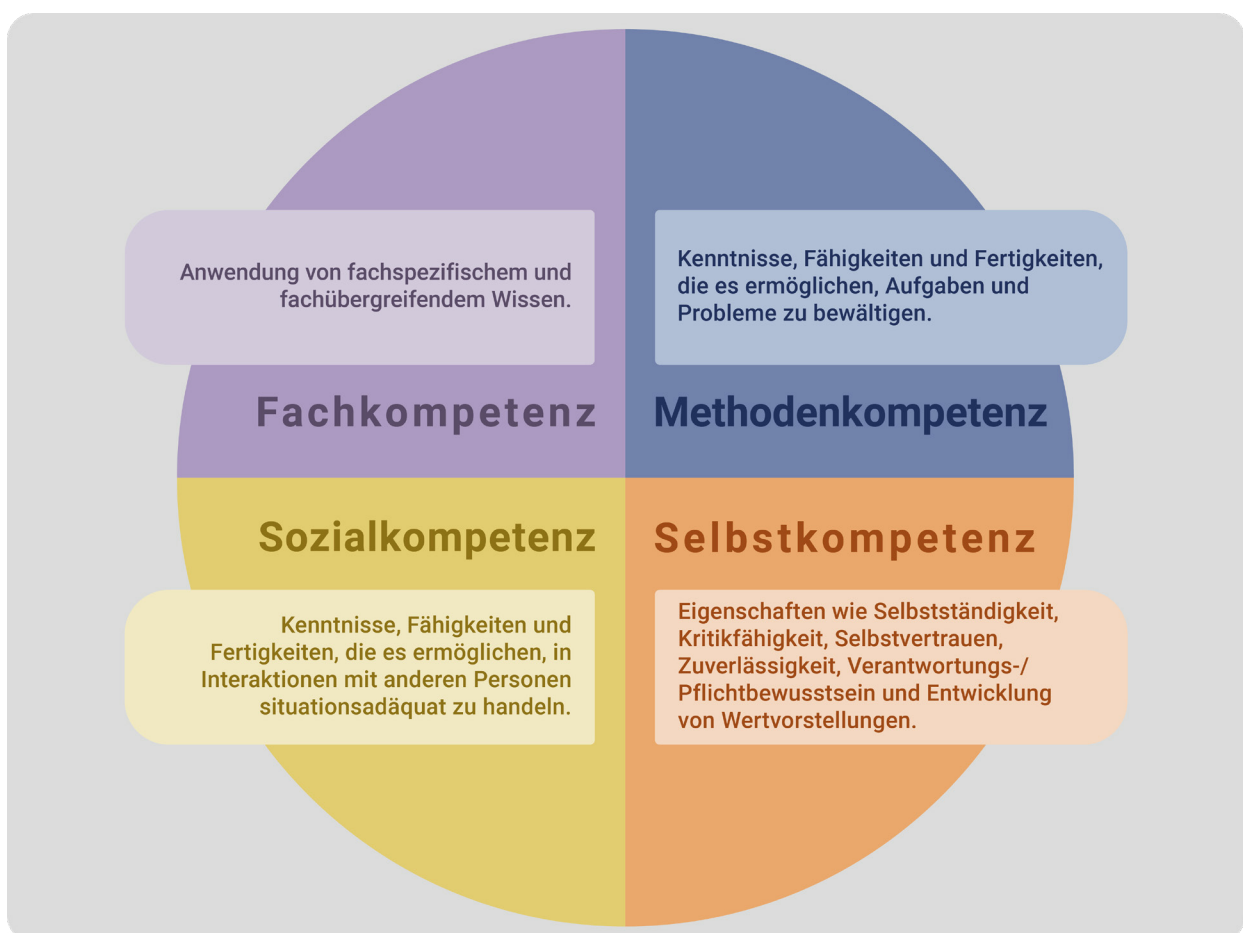 Anwendung von fachspezifischem und
fachübergreifendem Wissen.
Fachkompetenz
Kenntnisse, Fähigkeiten und Fertigkeiten,
die es ermöglichen, Aufgaben und
Probleme zu bewältigen.
Methodenkompetenz
Sozialkompetenz
Kenntnisse, Fähigkeiten und
Fertigkeiten, die es ermöglichen, in
Interaktionen mit anderen Personen
situationsadäquat zu handeln.
Selbstkompetenz
Eigenschaften wie Selbstständigkeit,
Kritikfähigkeit, Selbstvertrauen,
Zuverlässigkeit, Verantwortungs-/
Pflichtbewusstsein und Entwicklung
von Wertvorstellungen.